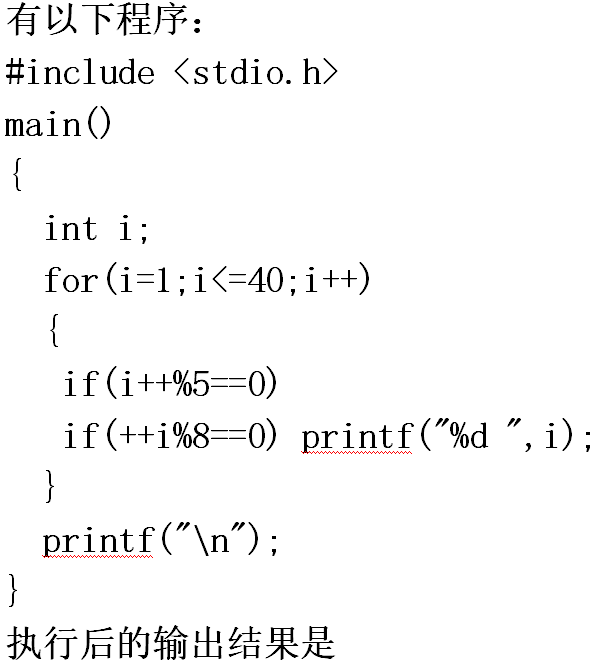 有以下程序：
#include <stdio.h>
main()
{
int i;
for(i=1;i<=40;i++)
{
if(i++%5==0)
if(++i%8==0) printf("%d ",i);
}
printf("\n");
}
执行后的输出结果是